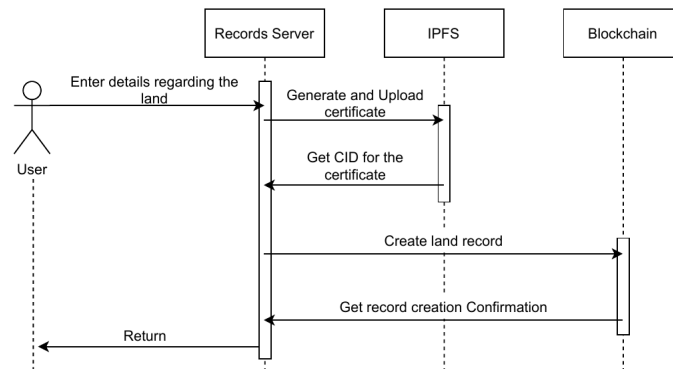 Records Server
IPFS
Blockchain
Enter details regarding the
land
Generate and Upload
certificate
Get CID for the
certificate
User
Create land record
Get record creation Confirmation
Return